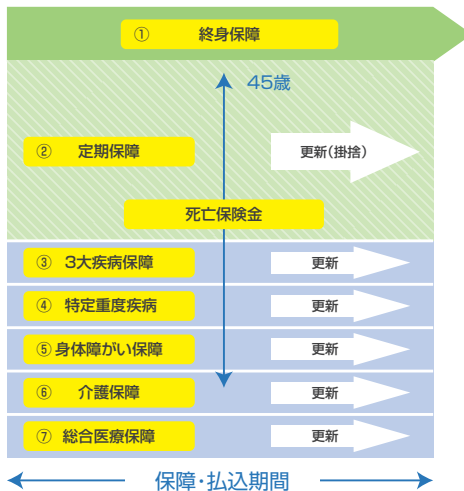 ① 終身保障
45歳
② 定期保障 更新(掛捨)
死亡保険金
③ 3大疾病保障 更新
④ 特定重度疾病 更新
⑤ 身体障がい保障 更新
⑥ 介護保障 更新
⑦ 総合医療保障 更新
保障・払込期間